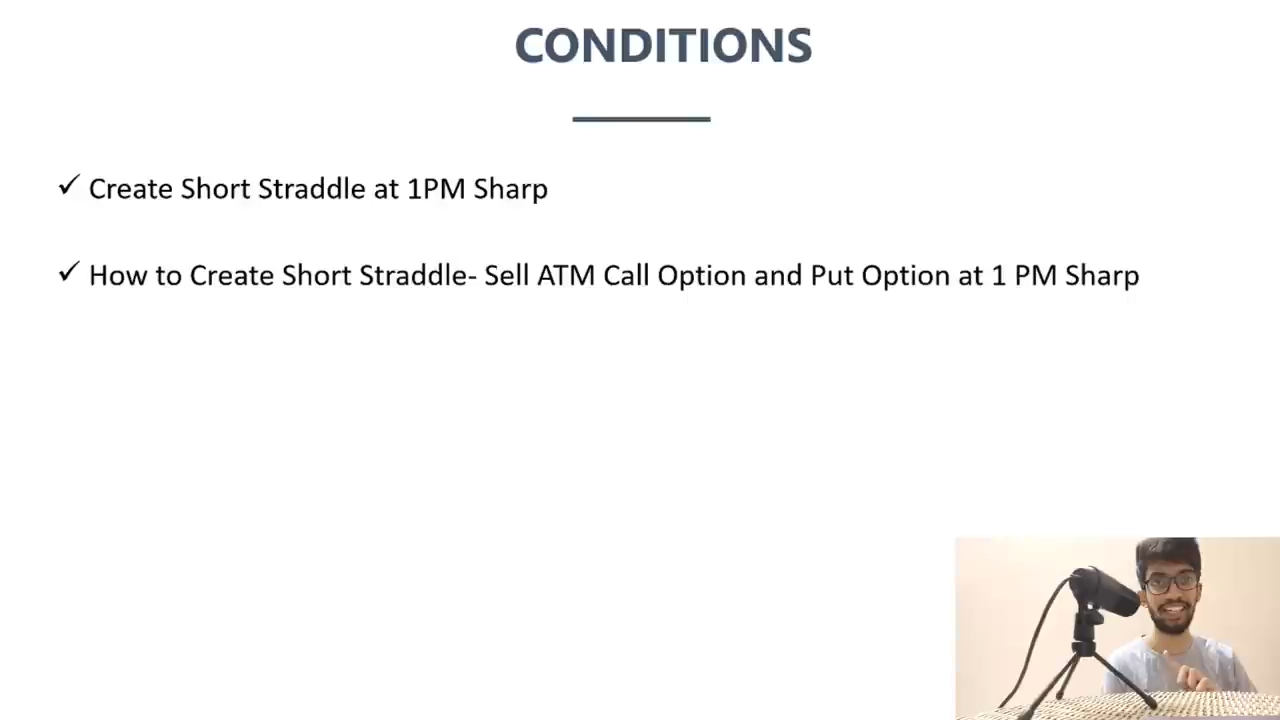 CONDITIONS
✓ Create Short Straddle at 1PM Sharp
✓ How to Create Short Straddle- Sell ATM Call Option and Put Option at 1 PM Sharp